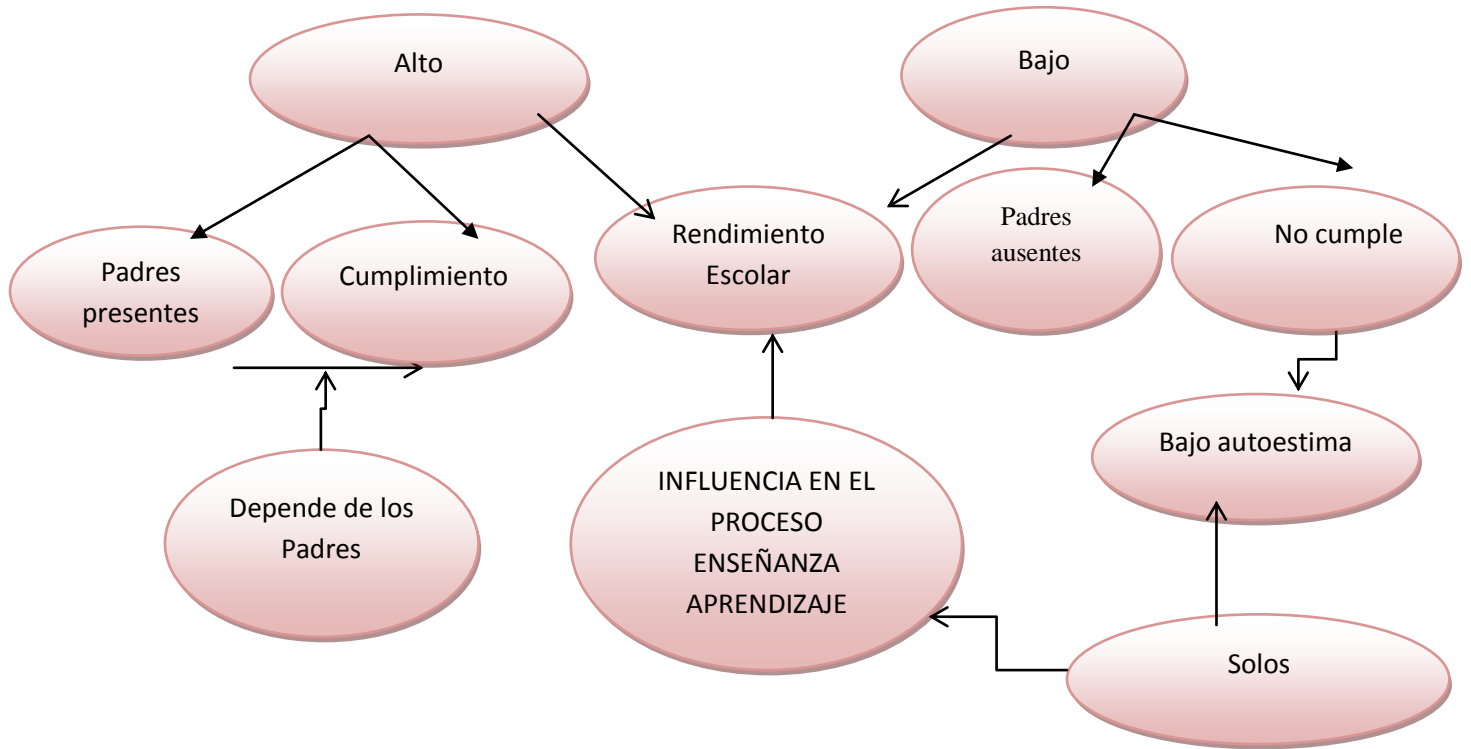 Alto
Bajo
Rendimiento
Escolar
Padres
ausentes
No cumple
Padres
presentes
Cumplimiento
Bajo autoestima
INFLUENCIA EN EL
PROCESO
ENSEÑANZA
APRENDIZAJE
Depende de los
Padres
Solos